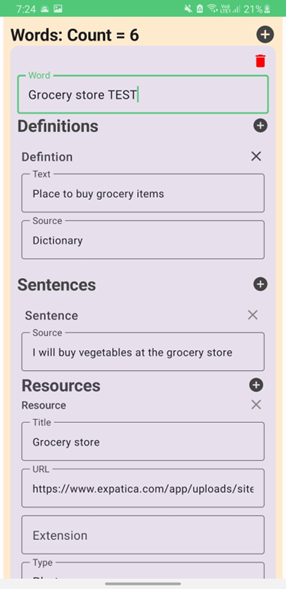 7:24 21%
Words: Count = 6
Word
Grocery store TEST
Definitions
Defintion
Text
Place to buy grocery items
Source
Dictionary
Sentences
Sentence
Source
I will buy vegetables at the grocery store
Resources
Resource
Title
Grocery store
URL
https://www.expatica.com/app/uploads/site
Extension
Type